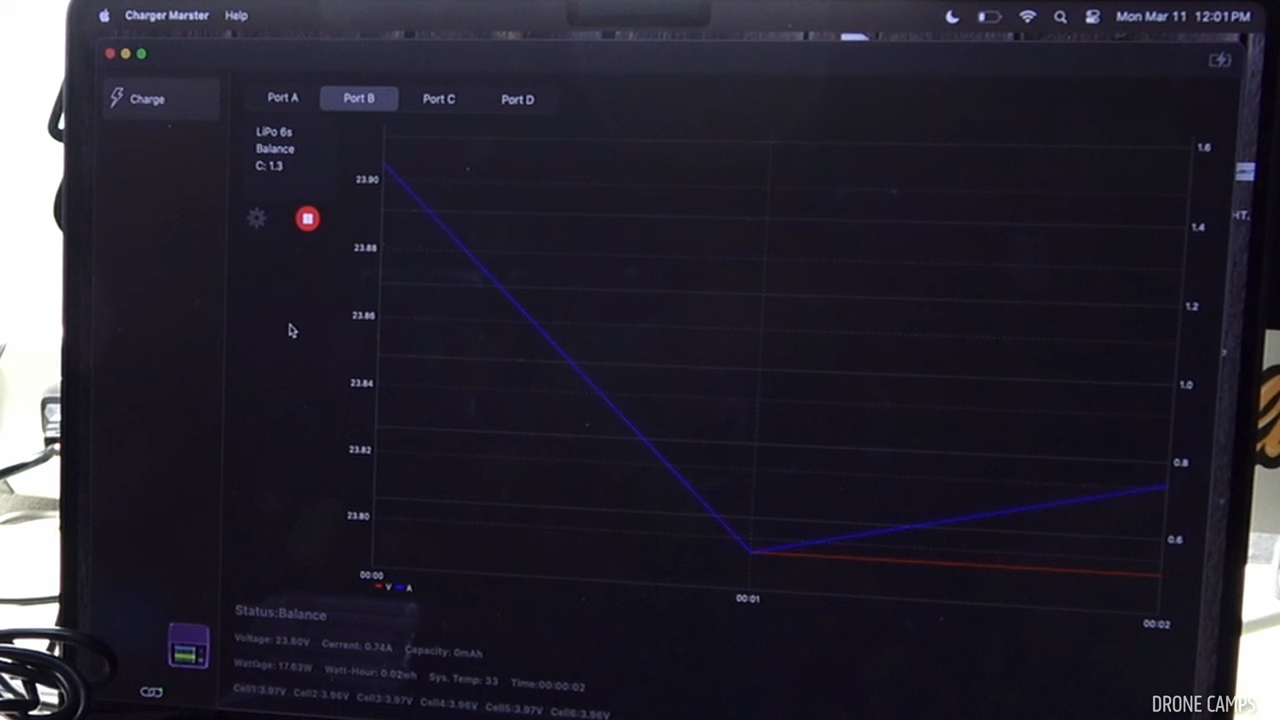 Charger Marster Help Mon Mar 11 12:01PM
Charge
Port A Port B Port C Port D
LiPo 6s
Balance
C: 1.3
23.90
23.88
23.86
23.84
23.82
23.80
1.6
1.4
1.2
1.0
0.8
0.6
00:00
00:01
00:02
V A
Status:Balance
Voltage: 23.80V Cwrrent: 0.74A Capacity: 0mAh
Wattage: 17.62W Watt-Hour: 0.02wh Sys. Temp: 33 Time:00:00:02
Cell1:3.97V Cell2:3.96V Cell3:3.97V Cell4:3.96V Cell5:3.97V Cell6:3.96V
HT.
DRONE CAMPS